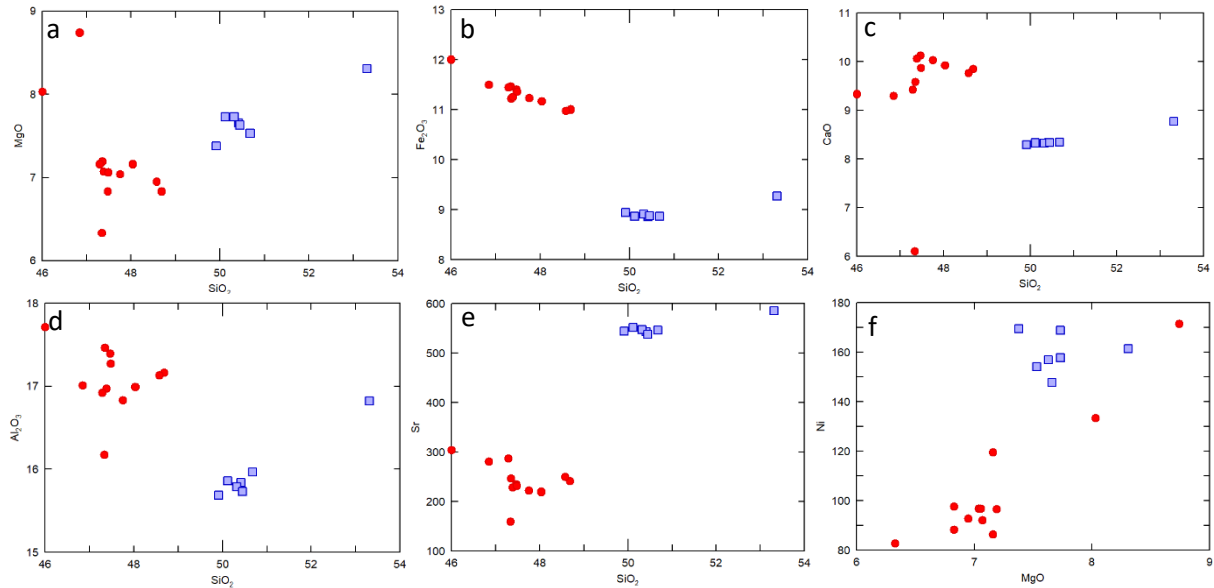 a
MgO
9
8
7
6
46 48 50 52 54
SiO₂
b
Fe₂O₃
13
12
11
10
9
8
46 48 50 52 54
SiO₂
c
CaO
11
10
9
8
7
6
46 48 50 52 54
SiO₂
d
Al₂O₃
18
17
16
15
46 48 50 52 54
SiO₂
e
Sr
600
500
400
300
200
100
46 48 50 52 54
SiO₂
f
Ni
180
160
140
120
100
80
6 7 8 9
MgO